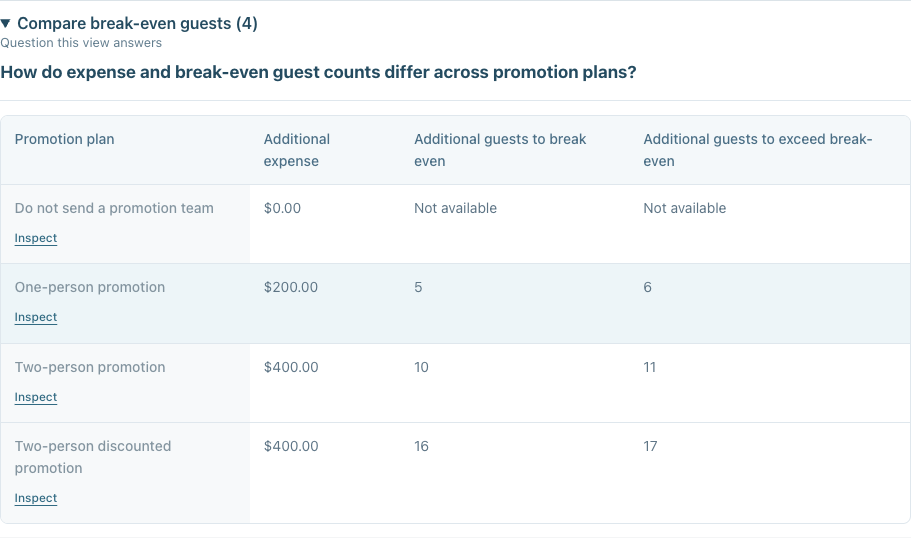 ▼ Compare break-even guests (4)
Question this view answers
How do expense and break-even guest counts differ across promotion plans?
Promotion plan
Additional
expense
Additional guests to break
even
Additional guests to exceed break-
even
Do not send a promotion team
Inspect
$0.00
Not available
Not available
One-person promotion
Inspect
$200.00
5
6
Two-person promotion
Inspect
$400.00
10
11
Two-person discounted
promotion
Inspect
$400.00
16
17